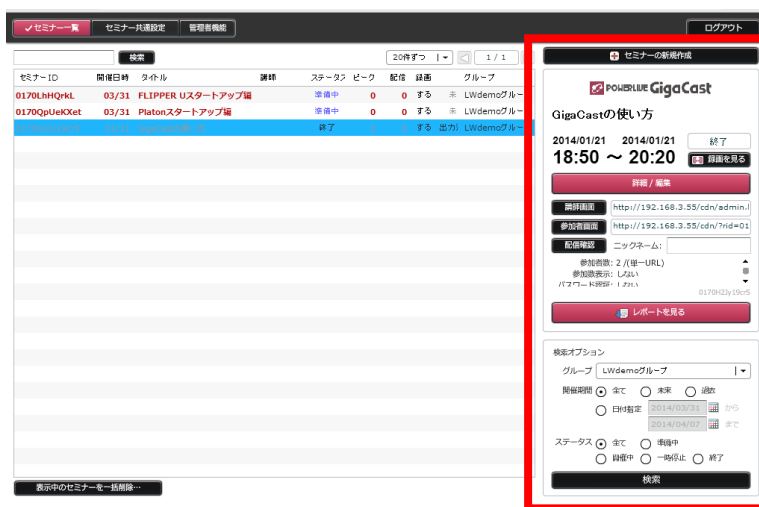 ✓セミナー一覧 セミナー共通設定 管理者機能 ログアウト
検索 20件ずつ 1 / 1
セミナーID 開催日時 タイトル 講師 ステータス ピーク 配信 録画 グループ
0170LhHQrkL 03/31 FLIPPER Uスタートアップ編 準備中 0 0 する 未 LWdemoグルー
0170QpUeKXet 03/31 Platonスタートアップ編 準備中 0 0 する 未 LWdemoグルー
終了 する 出力 LWdemoグルー
表示中のセミナーを一括削除…
セミナーの新規作成
POWERLIVE GigaCast
GigaCastの使い方
2014/01/21 2014/01/21 終了
18:50 ～ 20:20 録画を見る
詳細 / 編集
講師画面 http://192.168.3.55/cdn/admin.
参加者画面 http://192.168.3.55/cdn/?rid=01
配信確認 ニックネーム:
参加者数: 2 /(単一URL)
参加数表示: しない
パスワード認証: しない
0170H2Jy19crS
レポートを見る
検索オプション
グループ LWdemoグループ
開催期間 全て 未来 過去
日付指定 2014/03/31 から
2014/04/07 まで
ステータス 全て 準備中
開催中 一時停止 終了
検索